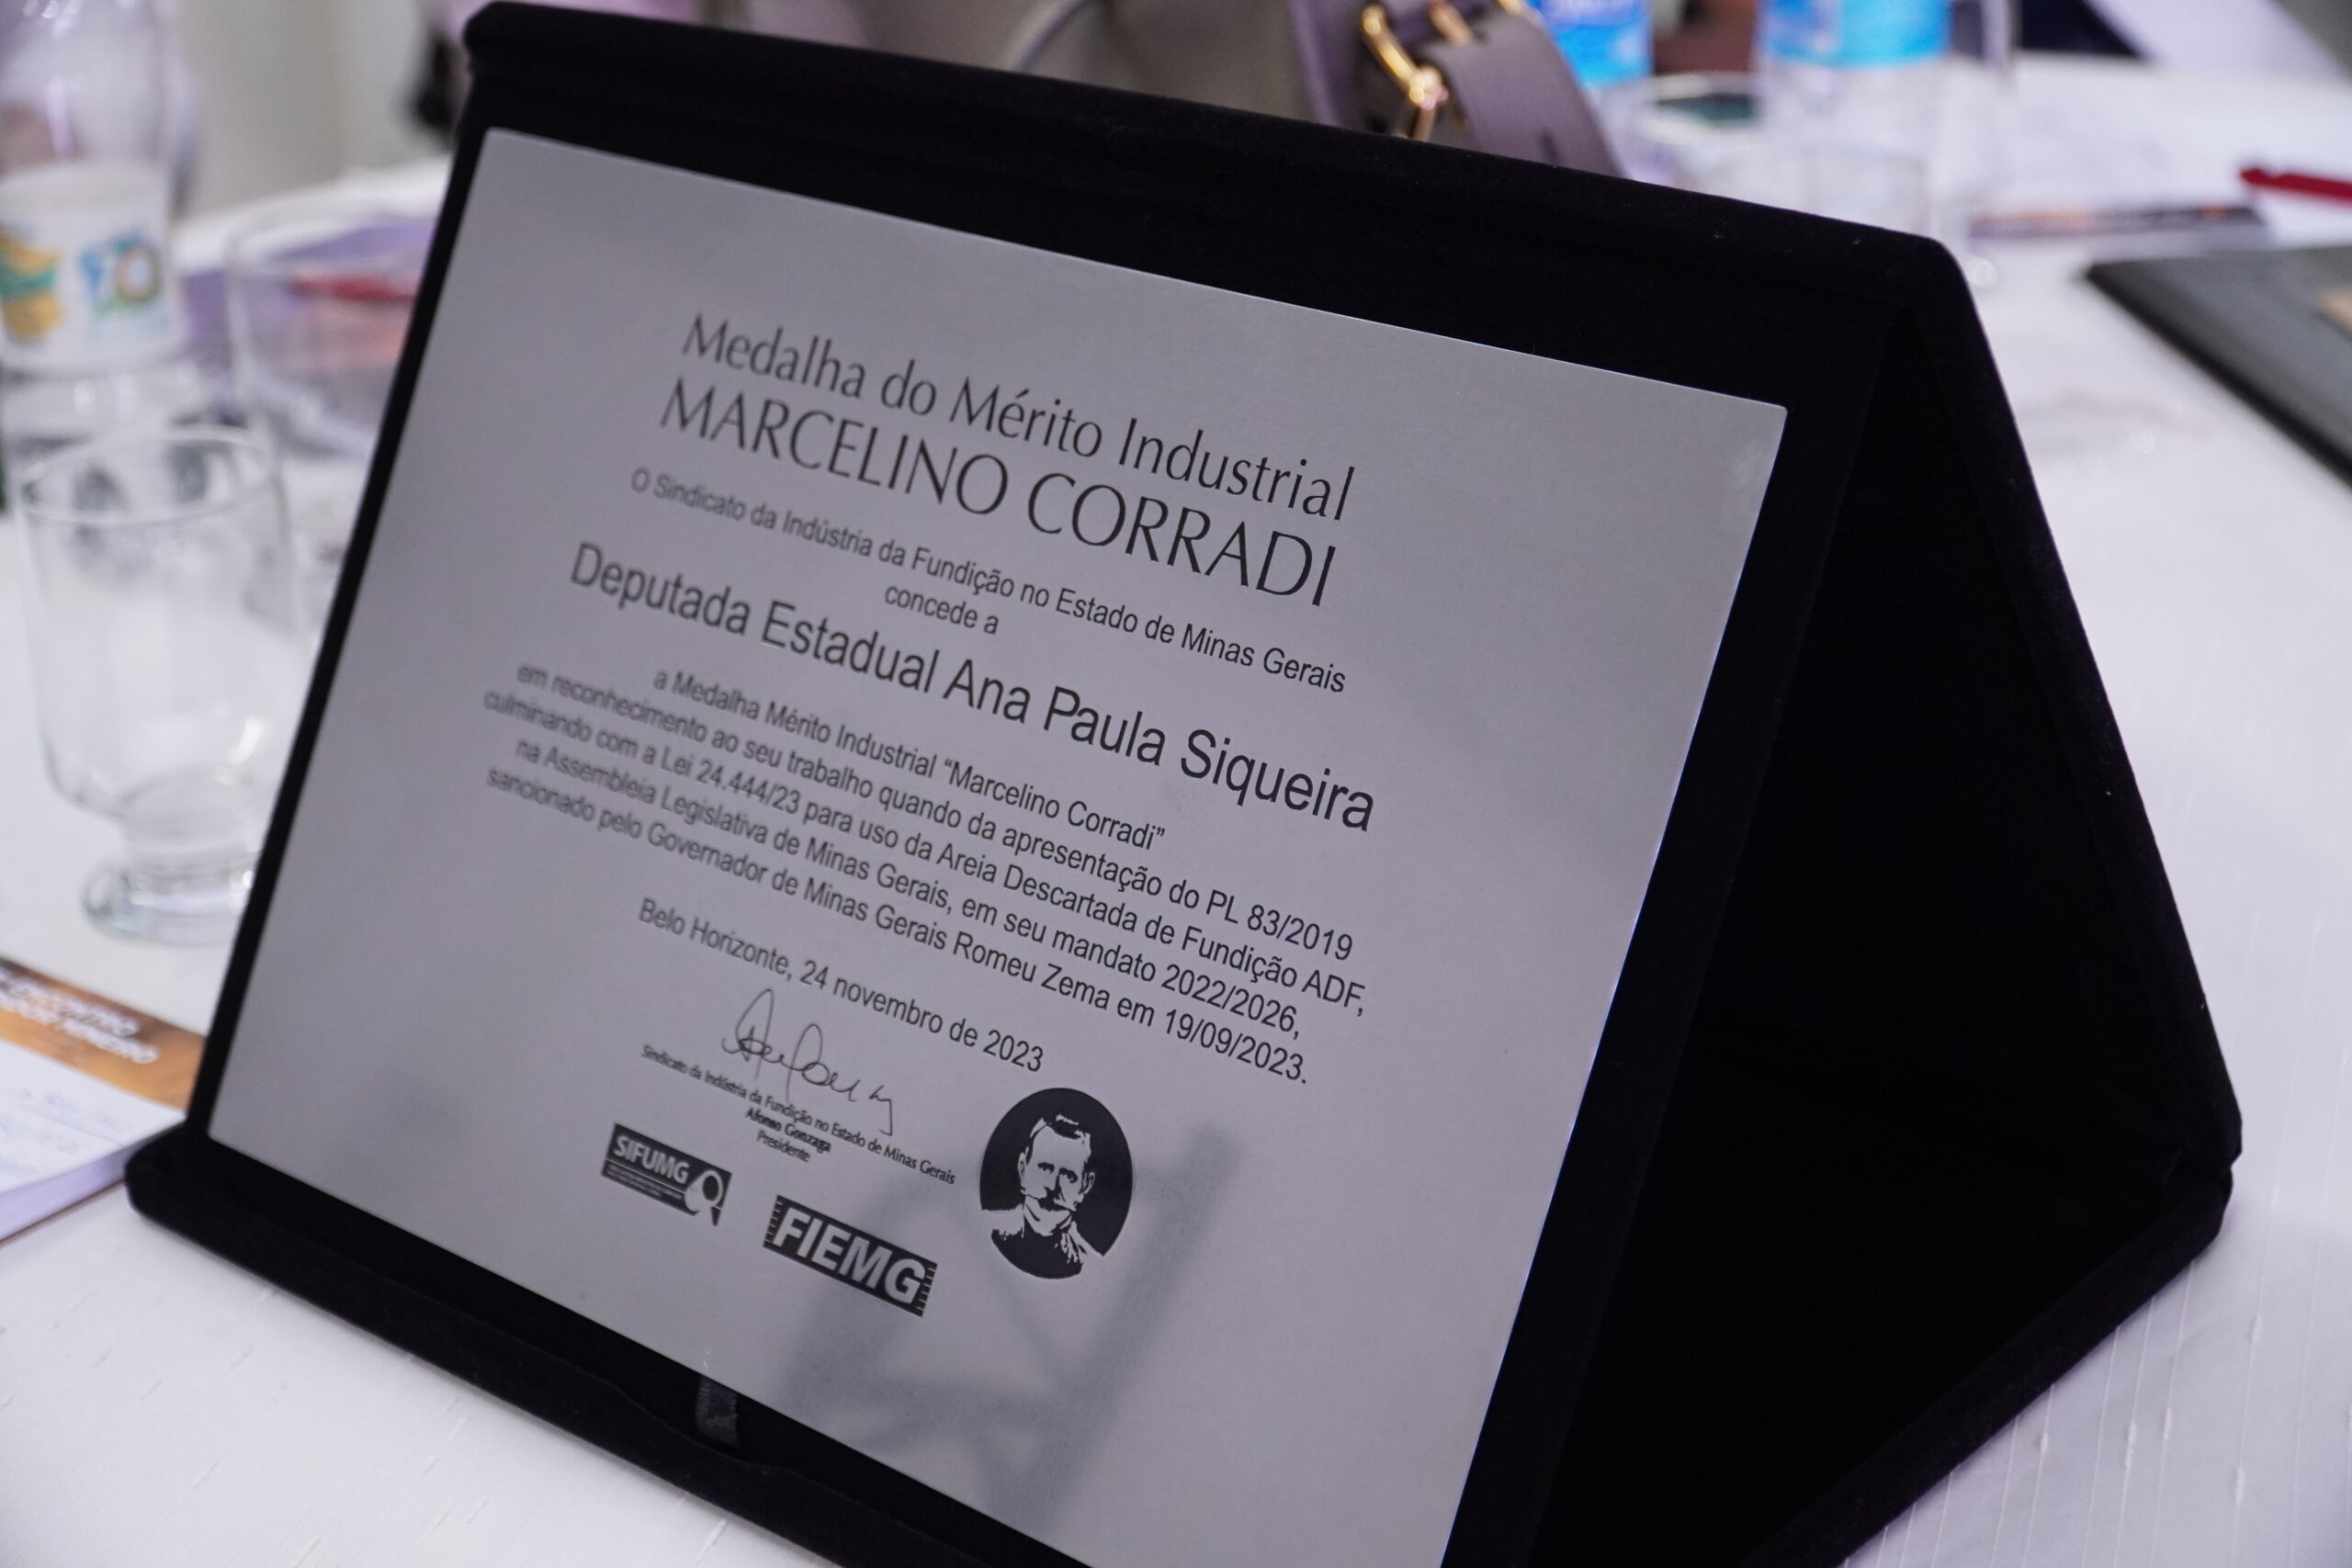 Medalha do Mérito Industrial
MARCELINO CORRADI
O Sindicato da Indústria da Fundição no Estado de Minas Gerais
concede a
Deputada Estadual Ana Paula Siqueira
a Medalha Mérito Industrial “Marcelino Corradi”
em reconhecimento ao seu trabalho quando da apresentação do PL 83/2019
culminando com a Lei 24.444/23 para uso da Areia Descartada de Fundição ADF,
na Assembleia Legislativa de Minas Gerais, em seu mandato 2022/2026,
sancionado pelo Governador de Minas Gerais Romeu Zema em 19/09/2023.
Belo Horizonte, 24 novembro de 2023
Sindicato da Indústria da Fundição no Estado de Minas Gerais
Afonso Gonzaga
Presidente
SIFUMG
FIEMG